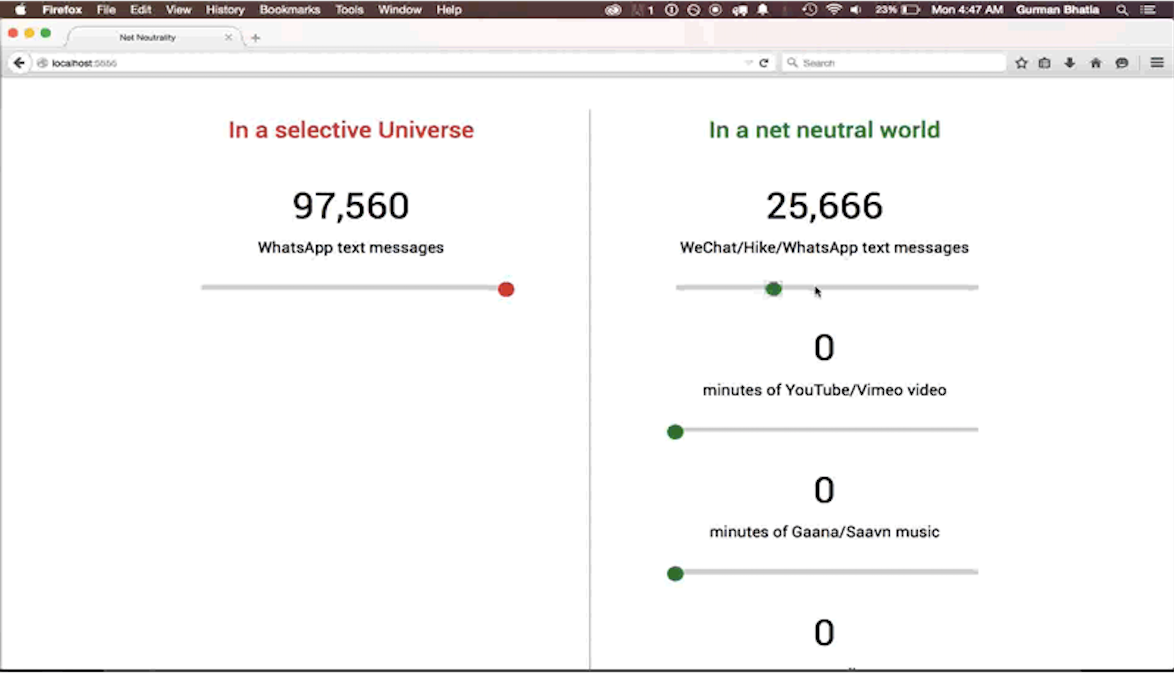 Firefox File Edit View History Bookmarks Tools Window Help 1 23% Mon 4:47 AM Gurman Bhatia
Net Neutrality
localhost:5555 Search
In a selective Universe
97,560
WhatsApp text messages
In a net neutral world
25,666
WeChat/Hike/WhatsApp text messages
0
minutes of YouTube/Vimeo video
0
minutes of Gaana/Saavn music
0